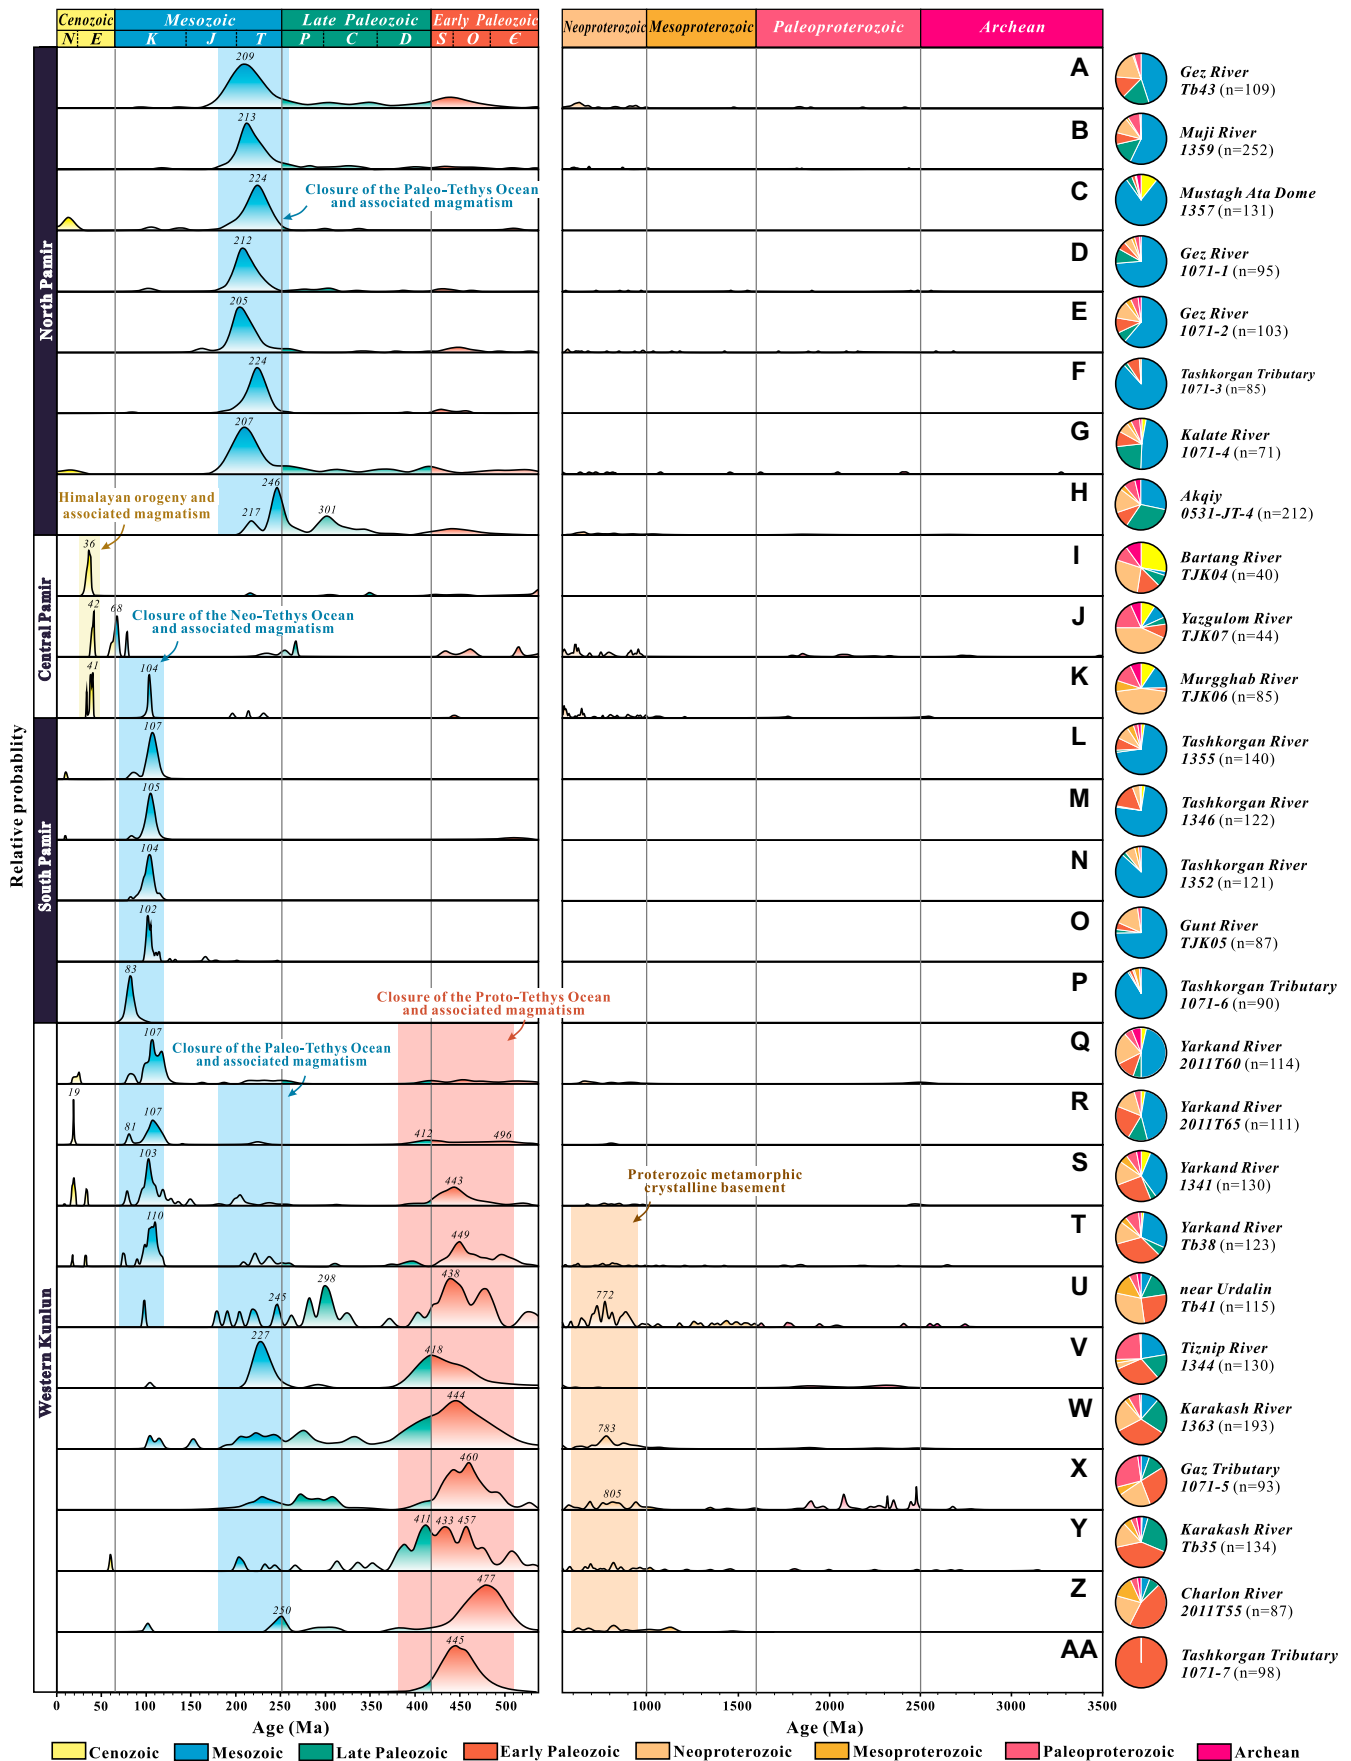 Cenozoic Mesozoic Late Paleozoic Early Paleozoic Neoproterozoic Mesoproterozoic Paleoproterozoic Archean
N E K J T P C D S O Є
Relative probablity
North Pamir
209
A
Gez River
Tb43 (n=109)
213
B
Muji River
1359 (n=252)
224
Closure of the Paleo-Tethys Ocean
and associated magmatism
C
Mustagh Ata Dome
1357 (n=131)
212
D
Gez River
1071-1 (n=95)
205
E
Gez River
1071-2 (n=103)
224
F
Tashkorgan Tributary
1071-3 (n=85)
207
G
Kalate River
1071-4 (n=71)
Himalayan orogeny and
associated magmatism
246
217
301
H
Akqiy
0531-JT-4 (n=212)
Central Pamir
36
I
Bartang River
TJK04 (n=40)
42
68
Closure of the Neo-Tethys Ocean
and associated magmatism
J
Yazgulom River
TJK07 (n=44)
41
104
K
Murgghab River
TJK06 (n=85)
South Pamir
107
L
Tashkorgan River
1355 (n=140)
105
M
Tashkorgan River
1346 (n=122)
104
N
Tashkorgan River
1352 (n=121)
102
O
Gunt River
TJK05 (n=87)
83
Closure of the Proto-Tethys Ocean
and associated magmatism
P
Tashkorgan Tributary
1071-6 (n=90)
Western Kunlun
107
Closure of the Paleo-Tethys Ocean
and associated magmatism
Q
Yarkand River
2011T60 (n=114)
19
81
107
412
496
R
Yarkand River
2011T65 (n=111)
103
443
Proterozoic metamorphic
crystalline basement
S
Yarkand River
1341 (n=130)
110
449
T
Yarkand River
Tb38 (n=123)
245
298
438
772
U
near Urdalin
Tb41 (n=115)
227
418
V
Tiznip River
1344 (n=130)
444
783
W
Karakash River
1363 (n=193)
460
805
X
Gaz Tributary
1071-5 (n=93)
411
433
457
Y
Karakash River
Tb35 (n=134)
250
477
Z
Charlon River
2011T55 (n=87)
445
AA
Tashkorgan Tributary
1071-7 (n=98)
0 50 100 150 200 250 300 350 400 450 500 1000 1500 2000 2500 3000 3500
Age (Ma) Age (Ma)
Cenozoic Mesozoic Late Paleozoic Early Paleozoic Neoproterozoic Mesoproterozoic Paleoproterozoic Archean